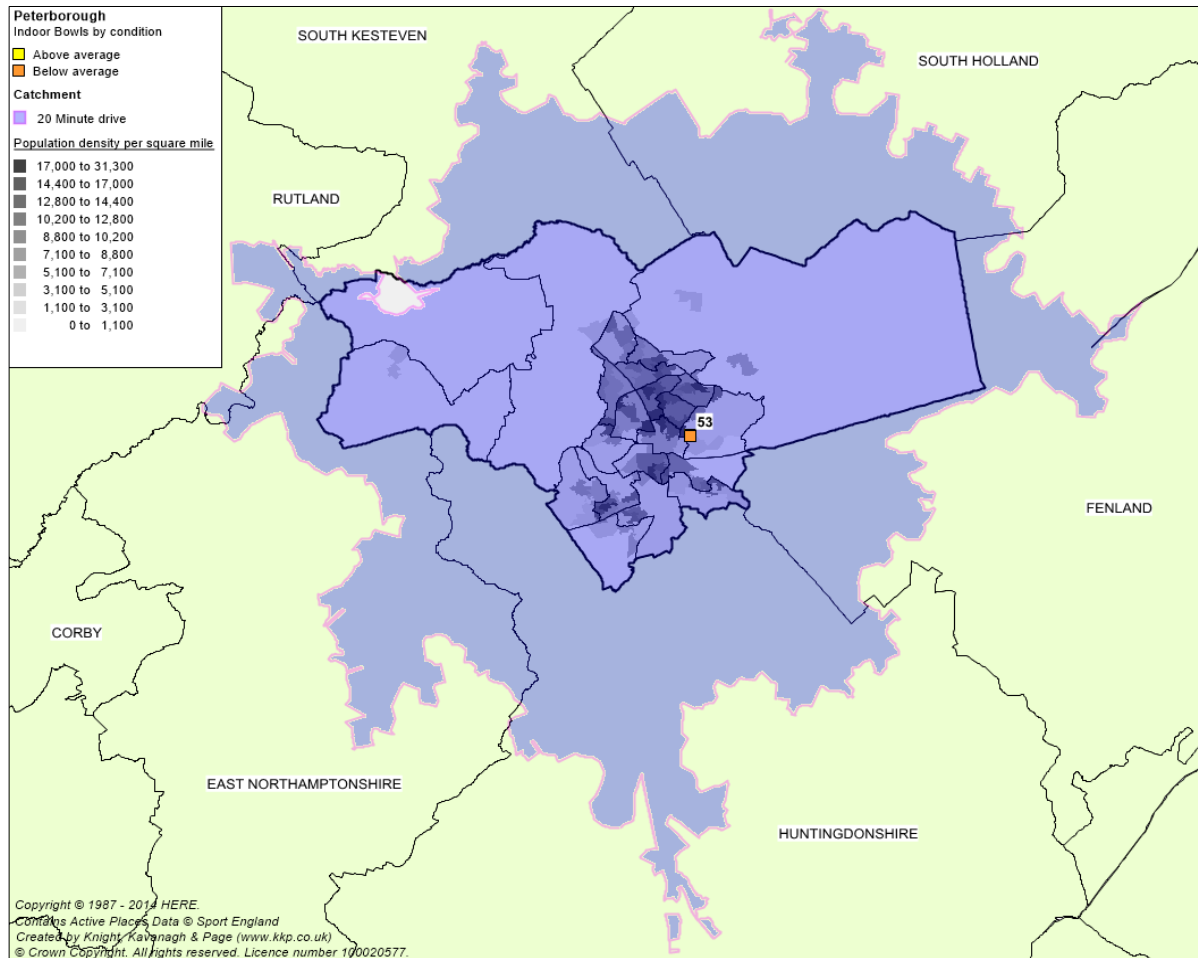 Peterborough
Indoor Bowls by condition
Above average
Below average
Catchment
20 Minute drive
Population density per square mile
17,000 to 31,300
14,400 to 17,000
12,800 to 14,400
10,200 to 12,800
8,800 to 10,200
7,100 to 8,800
5,100 to 7,100
3,100 to 5,100
1,100 to 3,100
0 to 1,100
SOUTH KESTEVEN
SOUTH HOLLAND
RUTLAND
53
FENLAND
CORBY
EAST NORTHAMPTONSHIRE
HUNTINGDONSHIRE
Copyright © 1987 - 2014 HERE.
Contains Active Places Data © Sport England
Created by Knight, Kavanagh & Page (www.kkp.co.uk)
© Crown Copyright. All rights reserved. Licence number 100020577.